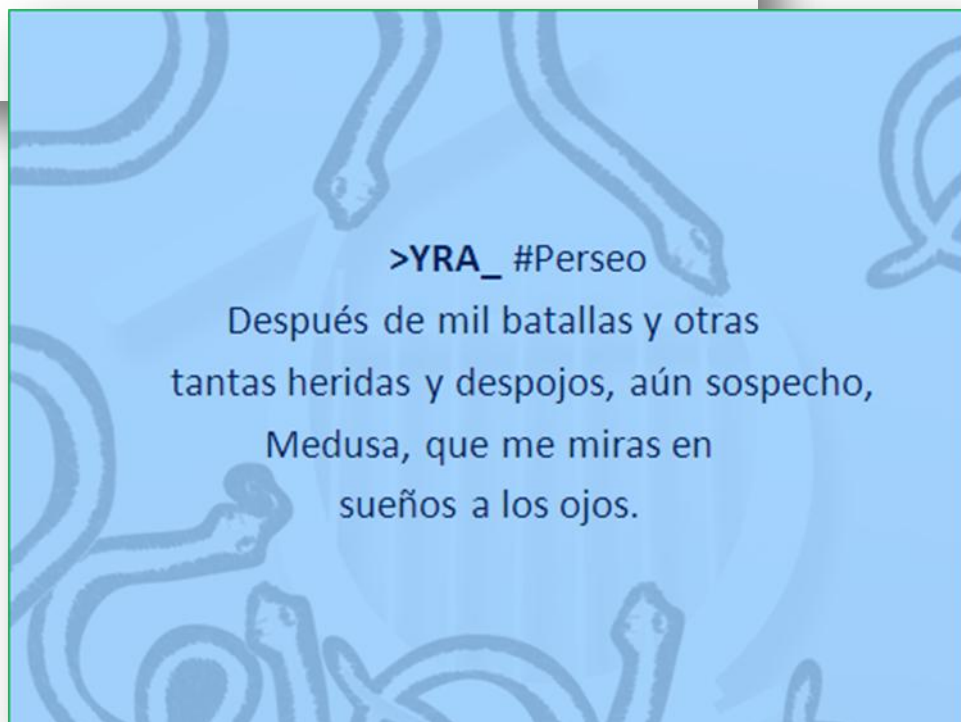 >YRA_ #Perseo
Después de mil batallas y otras
tantas heridas y despojos, aún sospecho,
Medusa, que me miras en
sueños a los ojos.